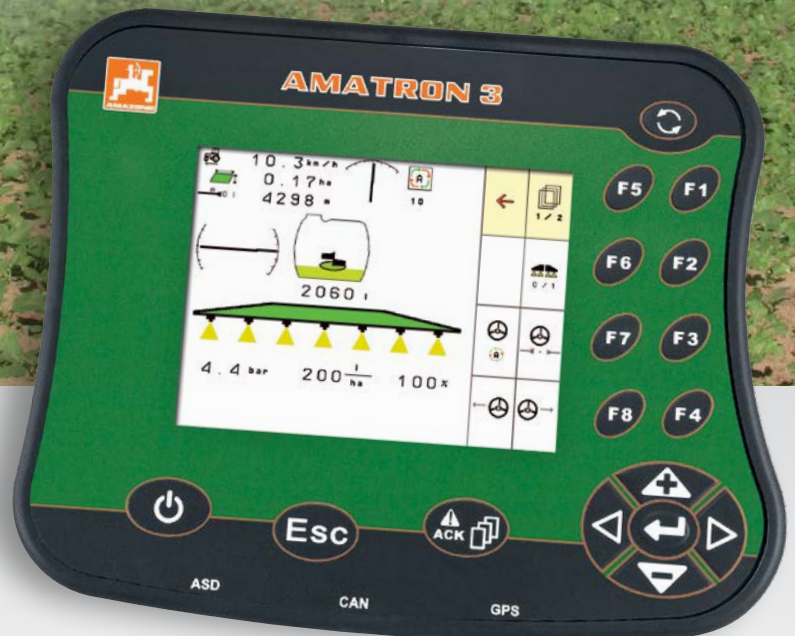 AMAZONE
AMATRON 3
10.3 km/h
0.17 ha
4298 m
A
10
1/2
2060 l
0/1
A
4.4 bar
200 l/ha
100%
F5
F1
F6
F2
F7
F3
F8
F4
Esc
ACK
ASD
CAN
GPS